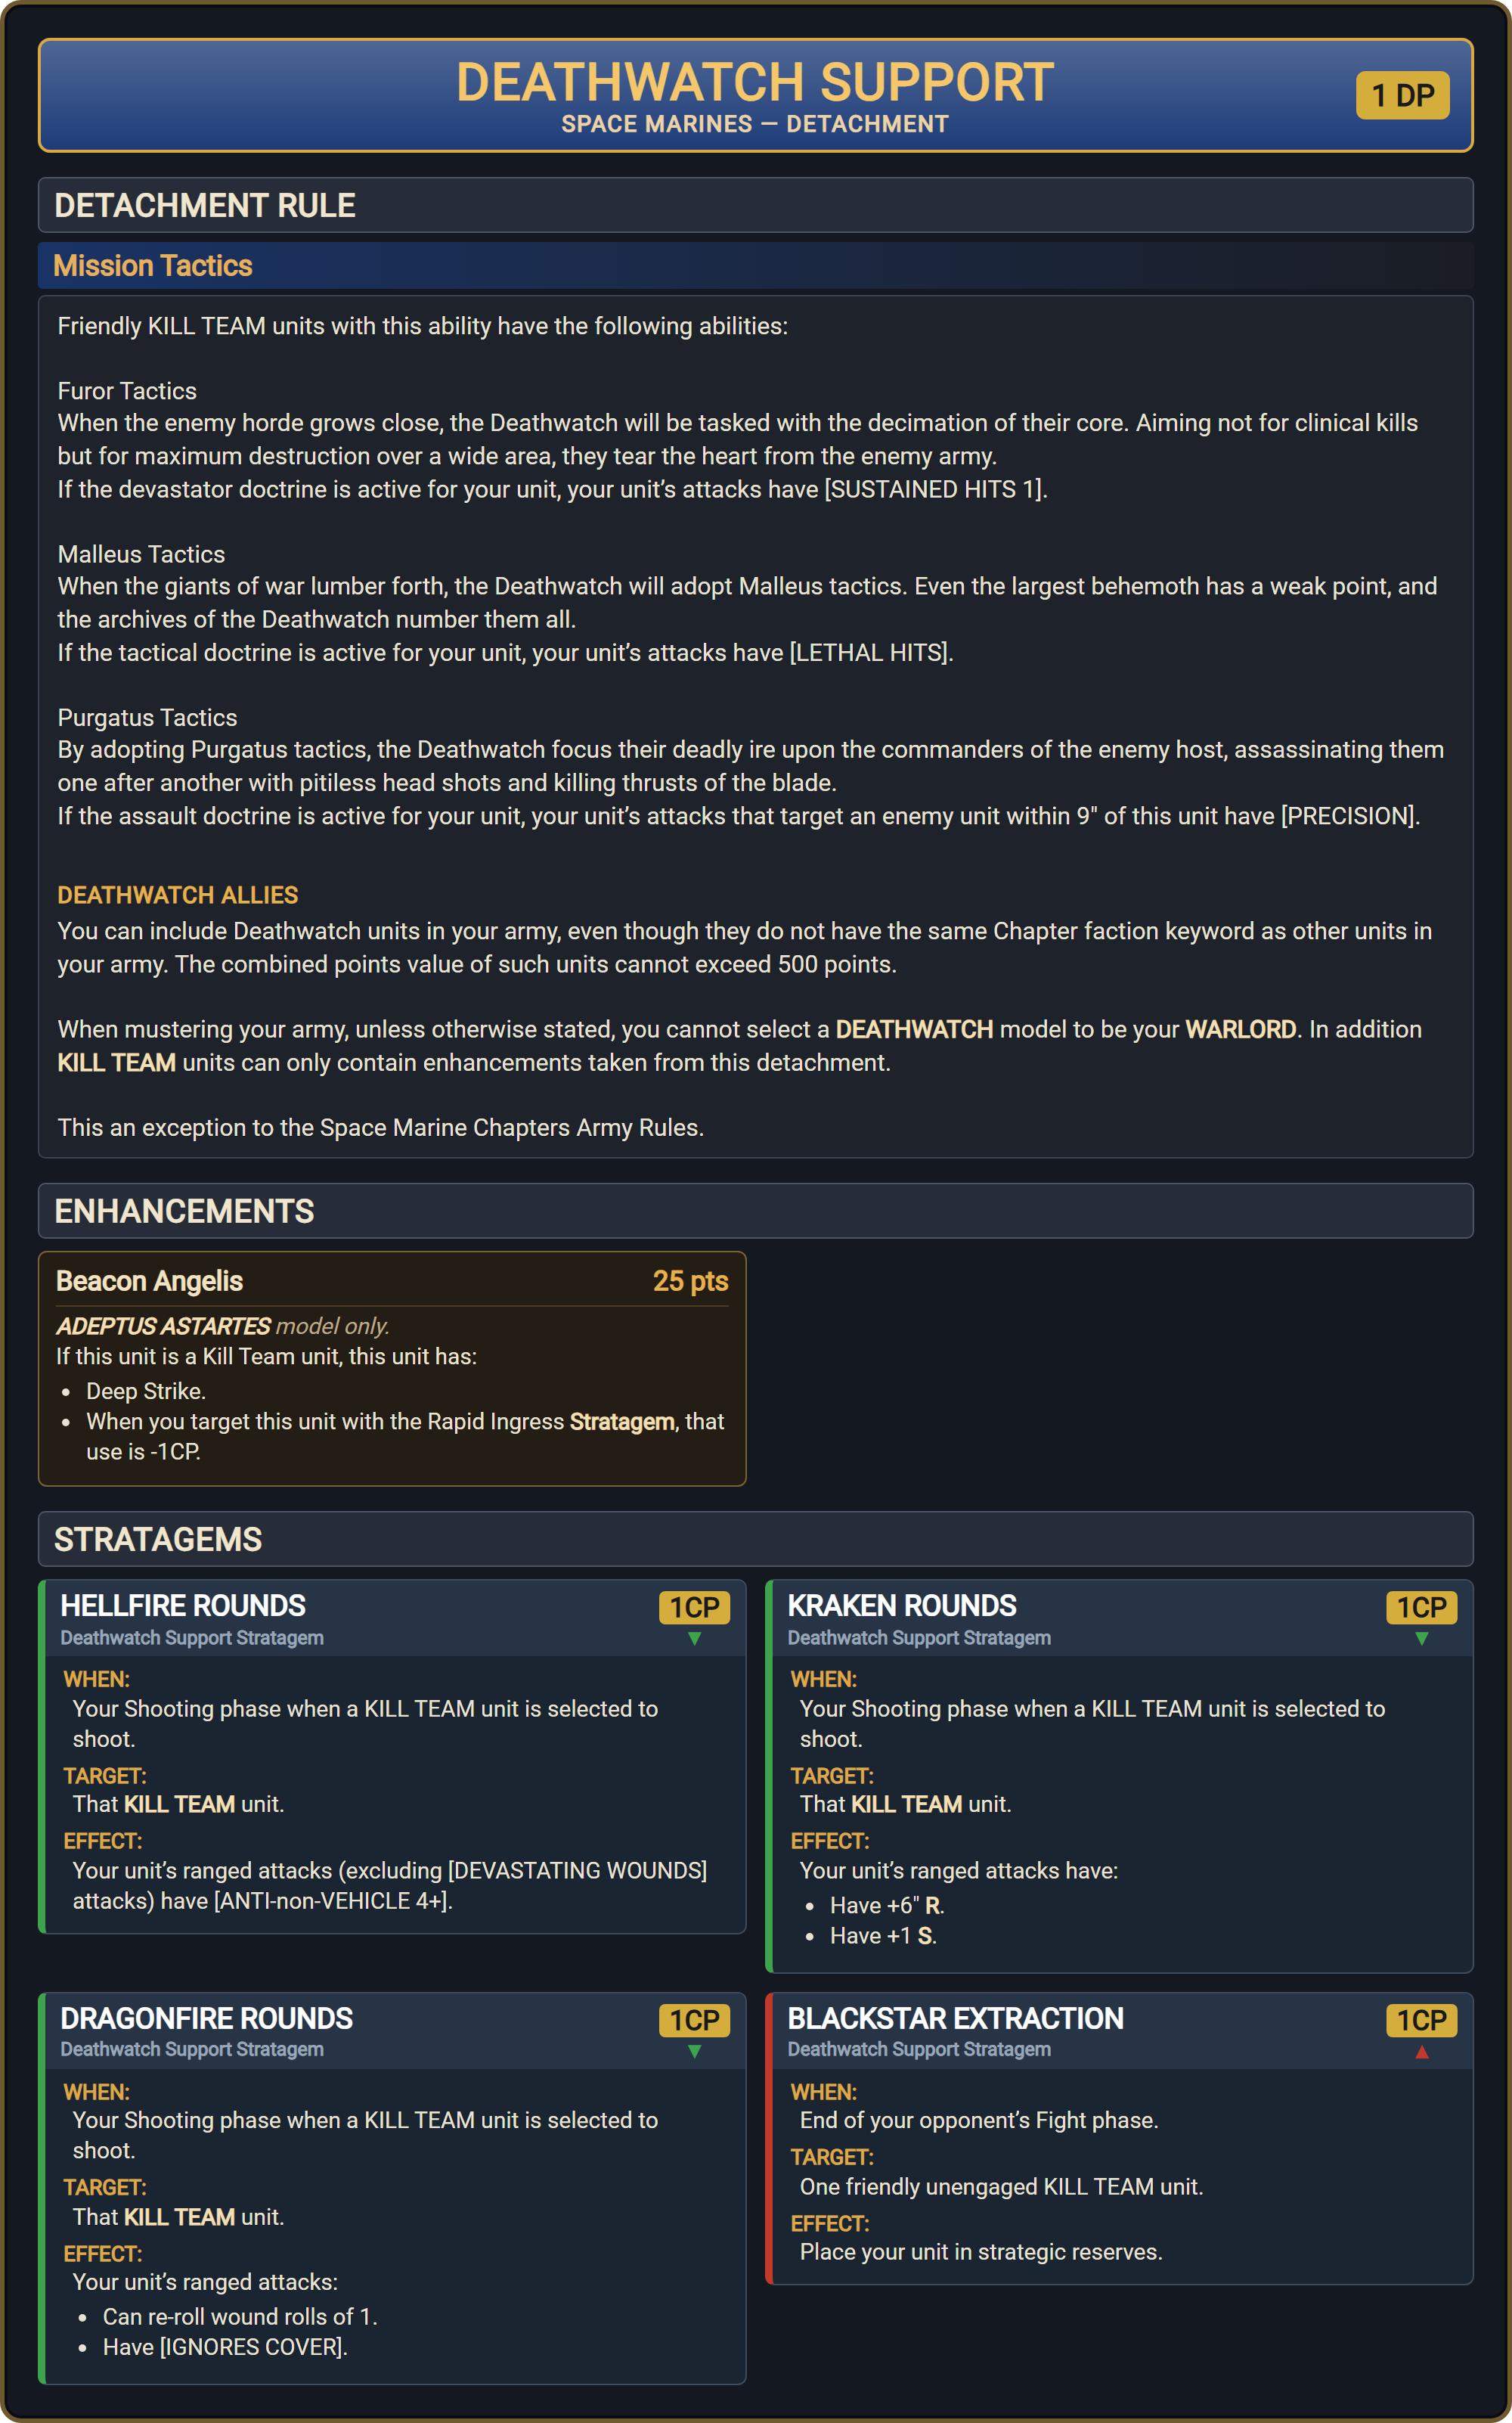 DEATHWATCH SUPPORT
SPACE MARINES — DETACHMENT
1 DP
DETACHMENT RULE
Mission Tactics
Friendly KILL TEAM units with this ability have the following abilities:
Furor Tactics
When the enemy horde grows close, the Deathwatch will be tasked with the decimation of their core. Aiming not for clinical kills
but for maximum destruction over a wide area, they tear the heart from the enemy army.
If the devastator doctrine is active for your unit, your unit’s attacks have [SUSTAINED HITS 1].
Malleus Tactics
When the giants of war lumber forth, the Deathwatch will adopt Malleus tactics. Even the largest behemoth has a weak point, and
the archives of the Deathwatch number them all.
If the tactical doctrine is active for your unit, your unit’s attacks have [LETHAL HITS].
Purgatus Tactics
By adopting Purgatus tactics, the Deathwatch focus their deadly ire upon the commanders of the enemy host, assassinating them
one after another with pitiless head shots and killing thrusts of the blade.
If the assault doctrine is active for your unit, your unit’s attacks that target an enemy unit within 9" of this unit have [PRECISION].
DEATHWATCH ALLIES
You can include Deathwatch units in your army, even though they do not have the same Chapter faction keyword as other units in
your army. The combined points value of such units cannot exceed 500 points.
When mustering your army, unless otherwise stated, you cannot select a DEATHWATCH model to be your WARLORD. In addition
KILL TEAM units can only contain enhancements taken from this detachment.
This an exception to the Space Marine Chapters Army Rules.
ENHANCEMENTS
Beacon Angelis 25 pts
ADEPTUS ASTARTES model only.
If this unit is a Kill Team unit, this unit has:
• Deep Strike.
• When you target this unit with the Rapid Ingress Stratagem, that
use is -1CP.
STRATAGEMS
HELLFIRE ROUNDS 1CP
Deathwatch Support Stratagem ▼
WHEN:
Your Shooting phase when a KILL TEAM unit is selected to
shoot.
TARGET:
That KILL TEAM unit.
EFFECT:
Your unit’s ranged attacks (excluding [DEVASTATING WOUNDS]
attacks) have [ANTI-non-VEHICLE 4+].
KRAKEN ROUNDS 1CP
Deathwatch Support Stratagem ▼
WHEN:
Your Shooting phase when a KILL TEAM unit is selected to
shoot.
TARGET:
That KILL TEAM unit.
EFFECT:
Your unit’s ranged attacks have:
• Have +6" R.
• Have +1 S.
DRAGONFIRE ROUNDS 1CP
Deathwatch Support Stratagem ▼
WHEN:
Your Shooting phase when a KILL TEAM unit is selected to
shoot.
TARGET:
That KILL TEAM unit.
EFFECT:
Your unit’s ranged attacks:
• Can re-roll wound rolls of 1.
• Have [IGNORES COVER].
BLACKSTAR EXTRACTION 1CP
Deathwatch Support Stratagem ▲
WHEN:
End of your opponent’s Fight phase.
TARGET:
One friendly unengaged KILL TEAM unit.
EFFECT:
Place your unit in strategic reserves.